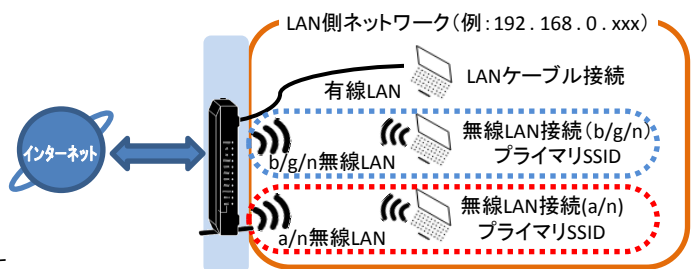 LAN側ネットワーク(例:192.168.0.xxx)
LANケーブル接続
有線LAN
インターネット
無線LAN接続(b/g/n)
プライマリSSID
b/g/n無線LAN
無線LAN接続(a/n)
プライマリSSID
a/n無線LAN